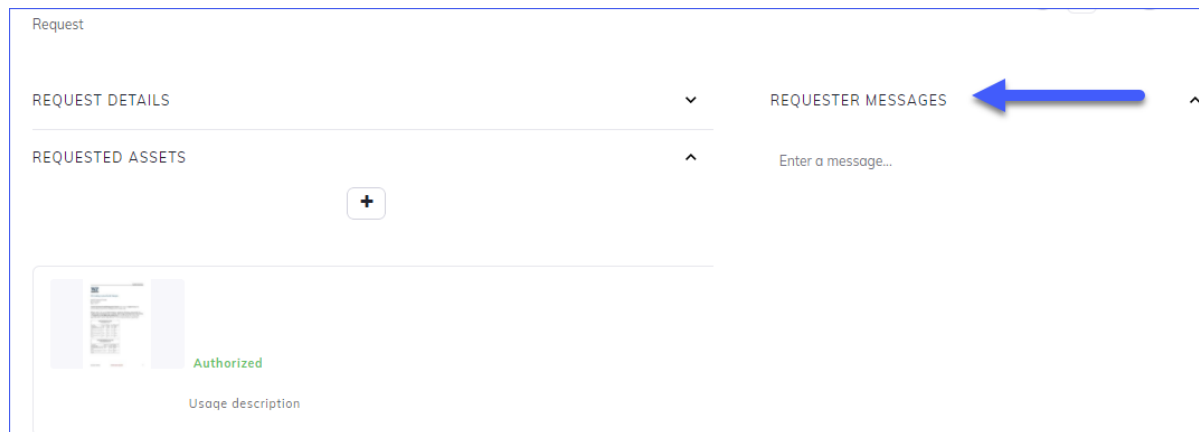 Request
REQUEST DETAILS
REQUESTED ASSETS
Authorized
Usage description
REQUESTER MESSAGES
Enter a message...